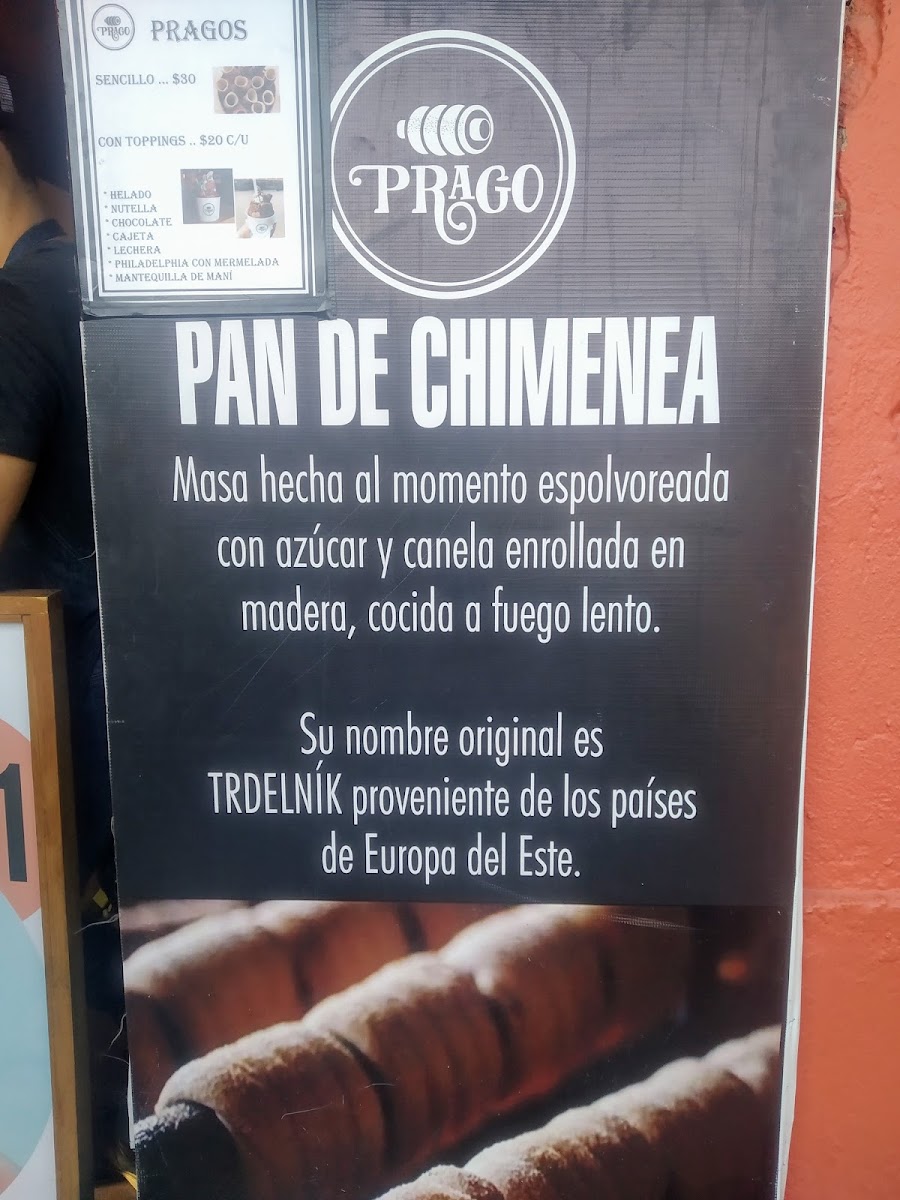 PRAGO
PRAGOS
SENCILLO ... $30
CON TOPPINGS .. $20 C/U
* HELADO
* NUTELLA
* CHOCOLATE
* CAJETA
* LECHERA
* PHILADELPHIA CON MERMELADA
* MANTEQUILLA DE MANÍ
PRAGO
PAN DE CHIMENEA
Masa hecha al momento espolvoreada
con azúcar y canela enrollada en
madera, cocida a fuego lento.
Su nombre original es
TRDELNÍK proveniente de los países
de Europa del Este.
1